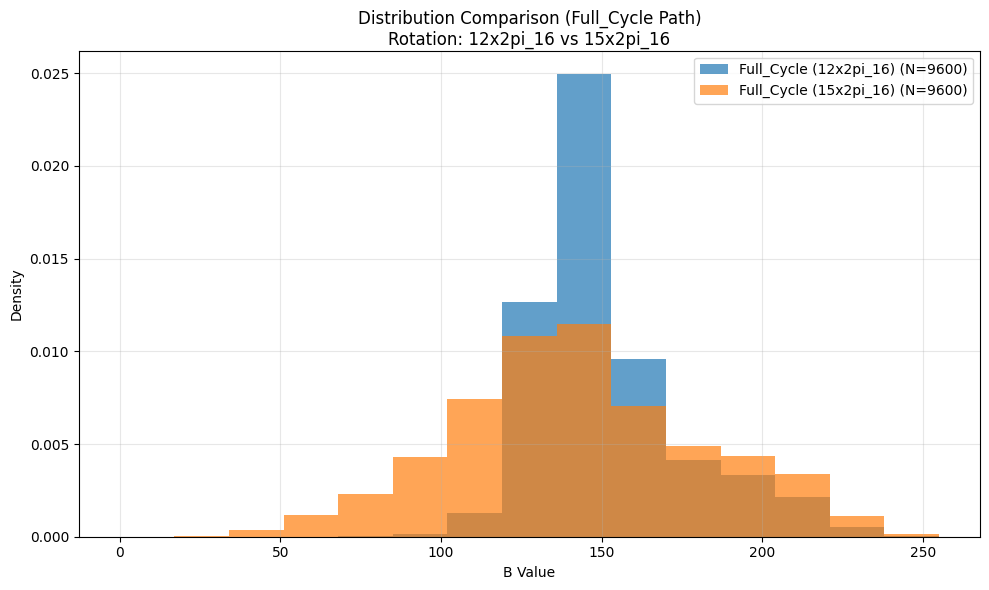 Distribution Comparison (Full_Cycle Path)
Rotation: 12x2pi_16 vs 15x2pi_16
Full_Cycle (12x2pi_16) (N=9600)
Full_Cycle (15x2pi_16) (N=9600)
Density
0.025
0.020
0.015
0.010
0.005
0.000
0 50 100 150 200 250
B Value